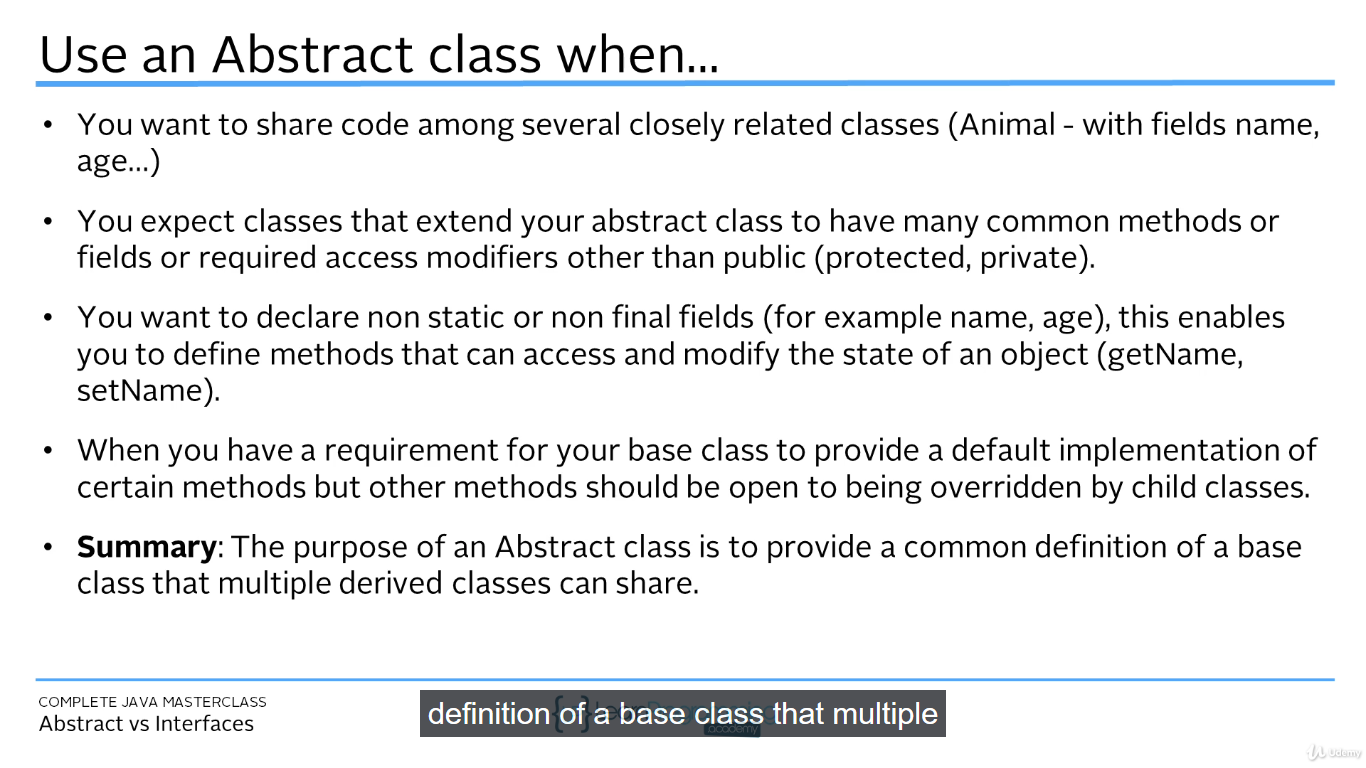 Use an Abstract class when...
• You want to share code among several closely related classes (Animal - with fields name,
age...)
• You expect classes that extend your abstract class to have many common methods or
fields or required access modifiers other than public (protected, private).
• You want to declare non static or non final fields (for example name, age), this enables
you to define methods that can access and modify the state of an object (getName,
setName).
• When you have a requirement for your base class to provide a default implementation of
certain methods but other methods should be open to being overridden by child classes.
• Summary: The purpose of an Abstract class is to provide a common definition of a base
class that multiple derived classes can share.
COMPLETE JAVA MASTERCLASS
Abstract vs Interfaces
definition of a base class that multiple
academy
Udemy